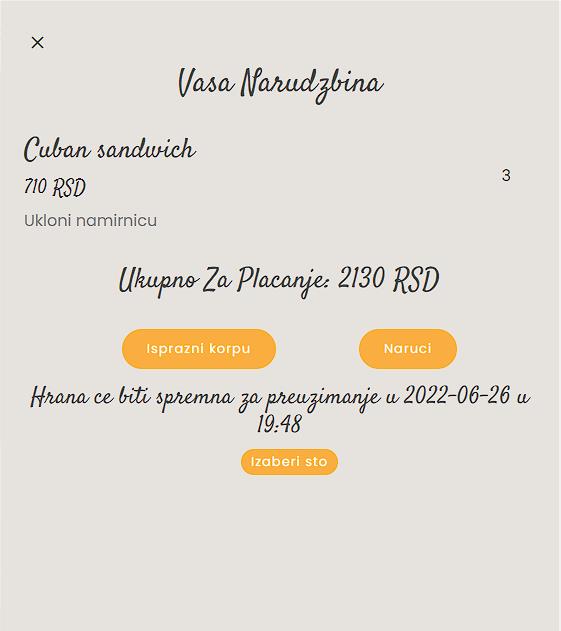 Vasa Narudzbina
Cuban sandwich
710 RSD
3
Ukloni namirnicu
Ukupno Za Placanje: 2130 RSD
Isprazni korpu
Naruci
Hrana ce biti spremna za preuzimanje u 2022-06-26 u
19:48
Izaberi sto